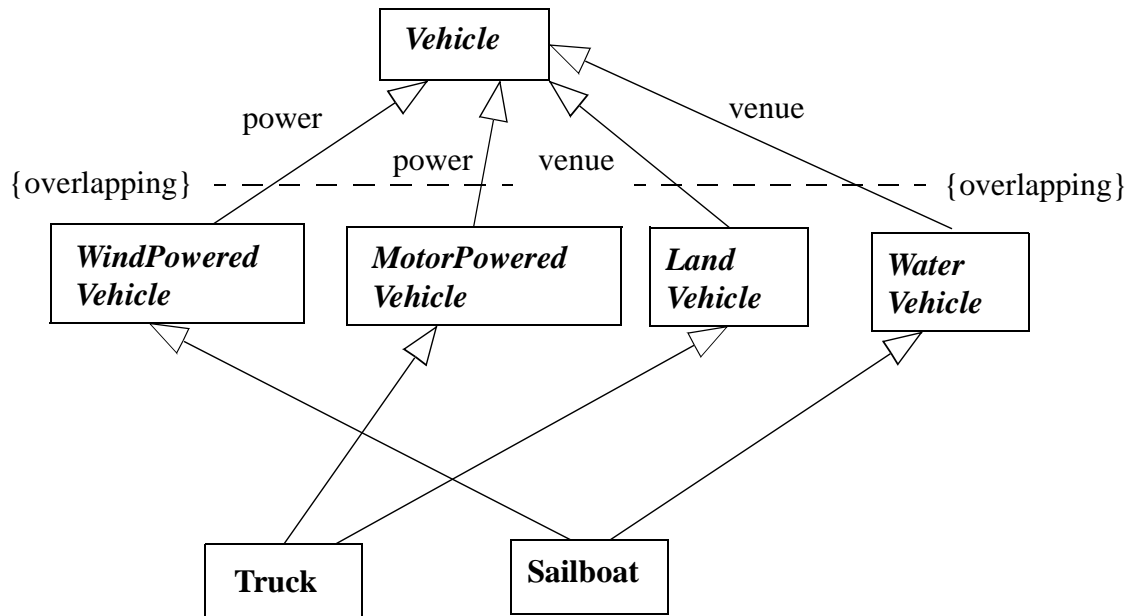 Vehicle
power
venue
power
venue
{overlapping}
{overlapping}
WindPowered
Vehicle
MotorPowered
Vehicle
Land
Vehicle
Water
Vehicle
Truck
Sailboat